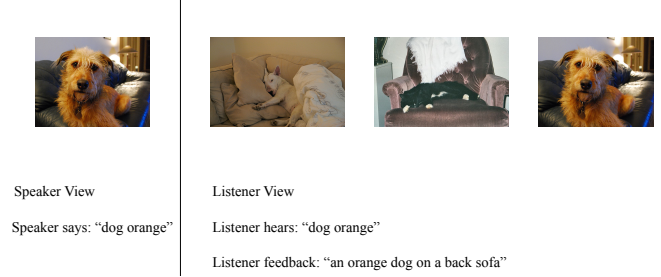 Speaker View
Speaker says: “dog orange”
Listener View
Listener hears: “dog orange”
Listener feedback: “an orange dog on a back sofa”